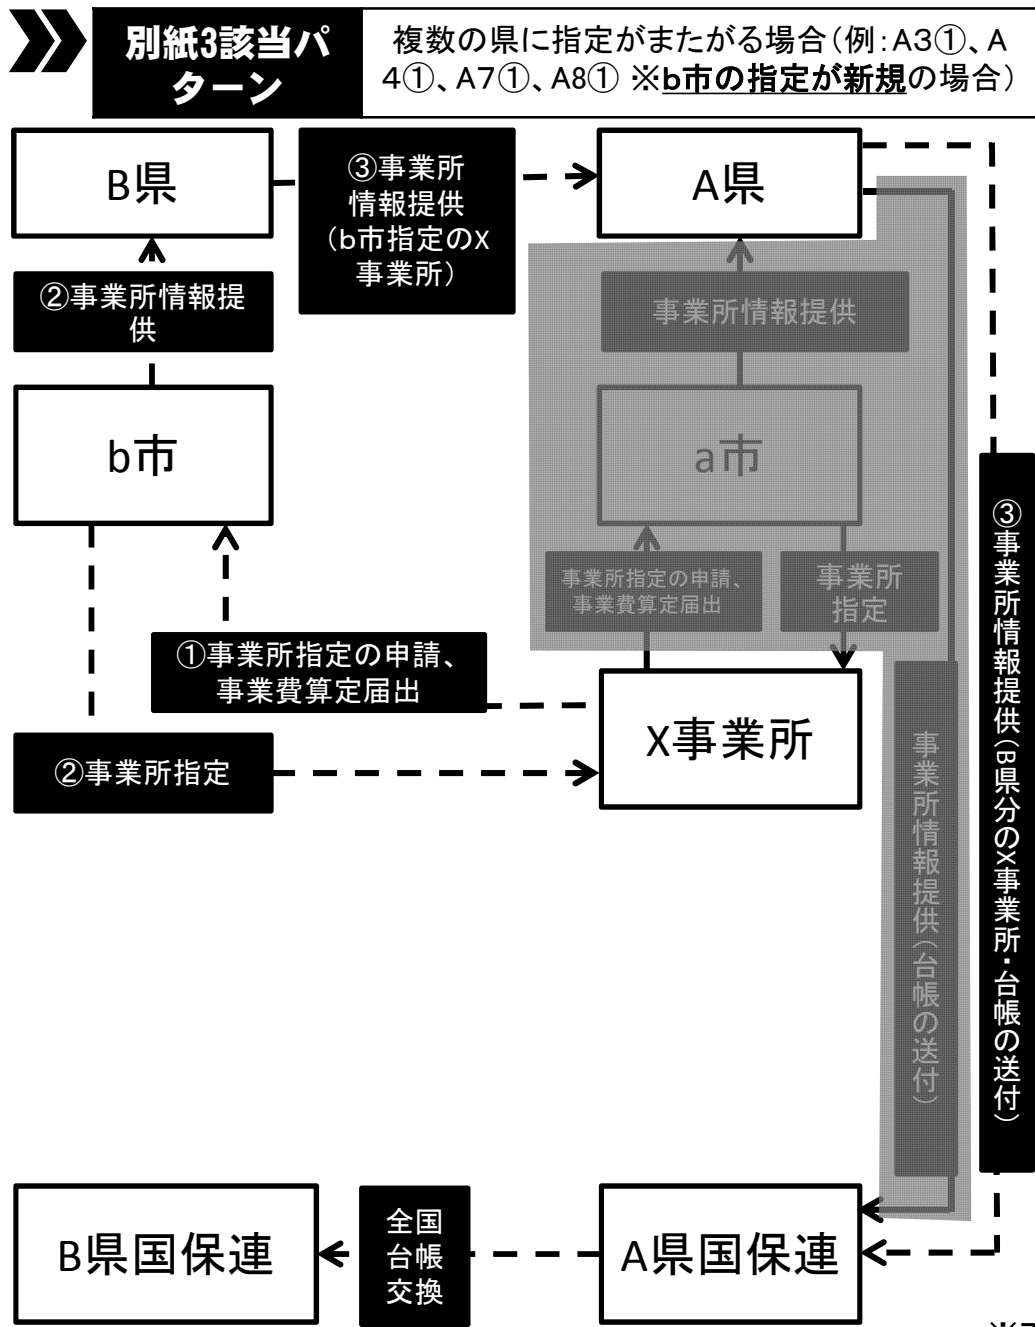 別紙3該当パ
ターン
複数の県に指定がまたがる場合(例:A3①、A
4①、A7①、A8① ※b市の指定が新規の場合)
B県
③事業所
情報提供
(b市指定のX
事業所)
A県
②事業所情報提
供
事業所情報提供
b市
a市
事業所指定の申請、
事業費算定届出
事業所
指定
①事業所指定の申請、
事業費算定届出
②事業所指定
X事業所
事業所情報提供(台帳の送付)
③事業所情報提供(B県分のX事業所・台帳の送付)
B県国保連
全国
台帳
交換
A県国保連